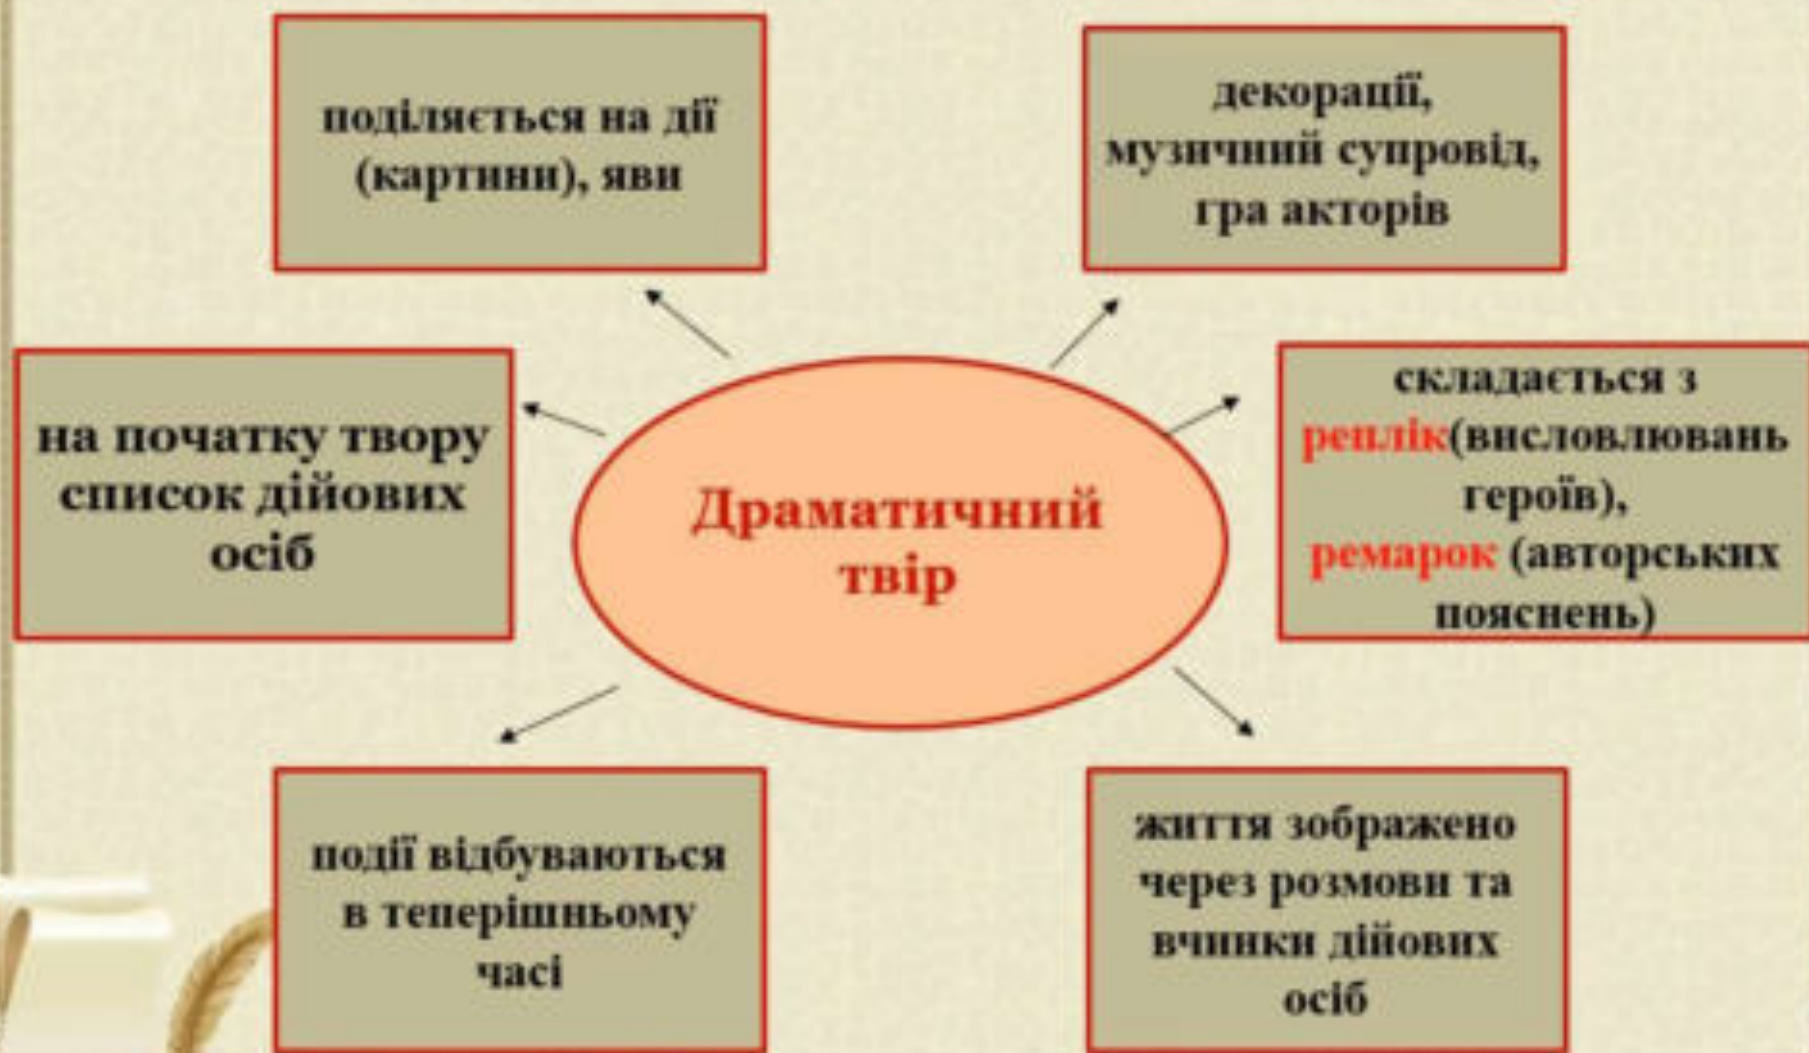 поділяється на дії
(картини), яви
декорації,
музичний супровід,
гра акторів
на початку твору
список дійових
осіб
Драматичний
твір
складається з
реплік(висловлювань
героїв),
ремарок (авторських
пояснень)
події відбуваються
в теперішньому
часі
життя зображено
через розмови та
вчинки дійових
осіб